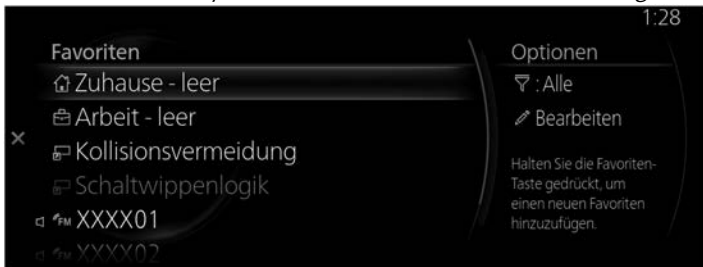 1:28
Favoriten
Zuhause - leer
Arbeit - leer
Kollisionsvermeidung
Schaltwippenlogik
FM XXXX01
FM XXXX02
Optionen
: Alle
Bearbeiten
Halten Sie die Favoriten-
Taste gedrückt, um
einen neuen Favoriten
hinzuzufügen.